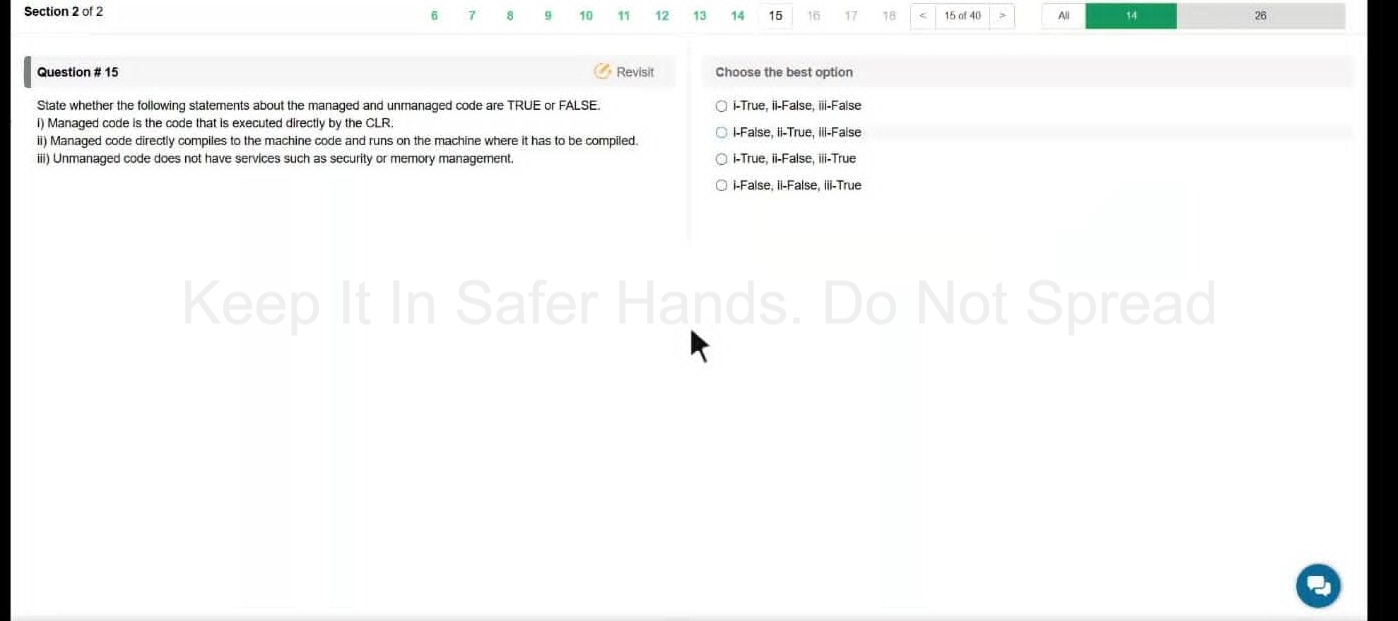 Section 2 of 2
6 7 8 9 10 11 12 13 14 15 16 17 18 < 15 of 40 > All 14 26
Question # 15
Revisit
State whether the following statements about the managed and unmanaged code are TRUE or FALSE.
i) Managed code is the code that is executed directly by the CLR.
ii) Managed code directly compiles to the machine code and runs on the machine where it has to be compiled.
iii) Unmanaged code does not have services such as security or memory management.
Choose the best option
i-True, ii-False, iii-False
i-False, ii-True, iii-False
i-True, ii-False, iii-True
i-False, ii-False, iii-True
Keep It In Safer Hands. Do Not Spread